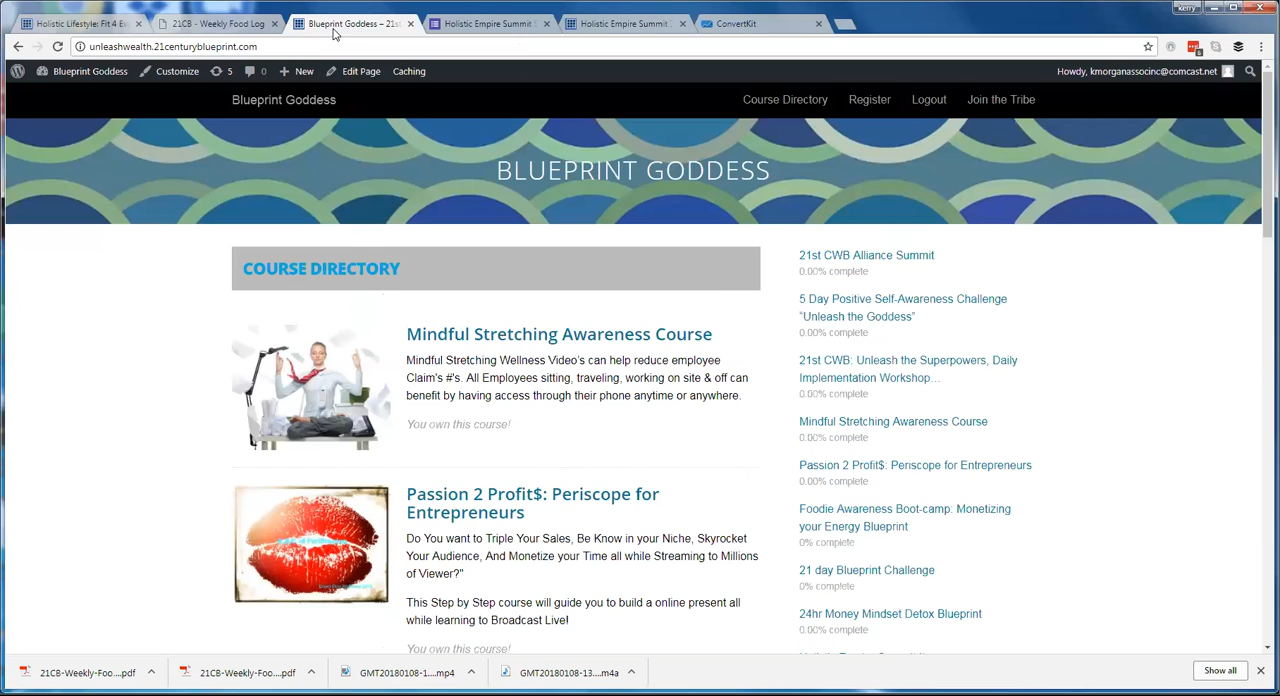 kerry
Holistic Lifestyle: Fit 4 E
21CB - Weekly Food Log
Blueprint Goddess – 21s
Holistic Empire Summit
Holistic Empire Summit
ConvertKit
unleashwealth.21centuryblueprint.com
Blueprint Goddess
Customize
5
0
New
Edit Page
Caching
Howdy, kmorganassocinc@comcast.net
Blueprint Goddess
Course Directory
Register
Logout
Join the Tribe
BLUEPRINT GODDESS
COURSE DIRECTORY
Mindful Stretching Awareness Course
Mindful Stretching Wellness Video's can help reduce employee
Claim's #'s. All Employees sitting, traveling, working on site & off can
benefit by having access through their phone anytime or anywhere.
You own this course!
Passion 2 Profit$: Periscope for
Entrepreneurs
Do You want to Triple Your Sales, Be Know in your Niche, Skyrocket
Your Audience, And Monetize your Time all while Streaming to Millions
of Viewer?"
This Step by Step course will guide you to build a online present all
while learning to Broadcast Live!
You own this course!
21st CWB Alliance Summit
0.00% complete
5 Day Positive Self-Awareness Challenge
“Unleash the Goddess”
0.00% complete
21st CWB: Unleash the Superpowers, Daily
Implementation Workshop…
0.00% complete
Mindful Stretching Awareness Course
0.00% complete
Passion 2 Profit$: Periscope for Entrepreneurs
0.00% complete
Foodie Awareness Boot-camp: Monetizing
your Energy Blueprint
0% complete
21 day Blueprint Challenge
0% complete
24hr Money Mindset Detox Blueprint
0.00% complete
21CB-Weekly-Foo....pdf
21CB-Weekly-Foo....pdf
GMT20180108-1....mp4
GMT20180108-13....m4a
Show all